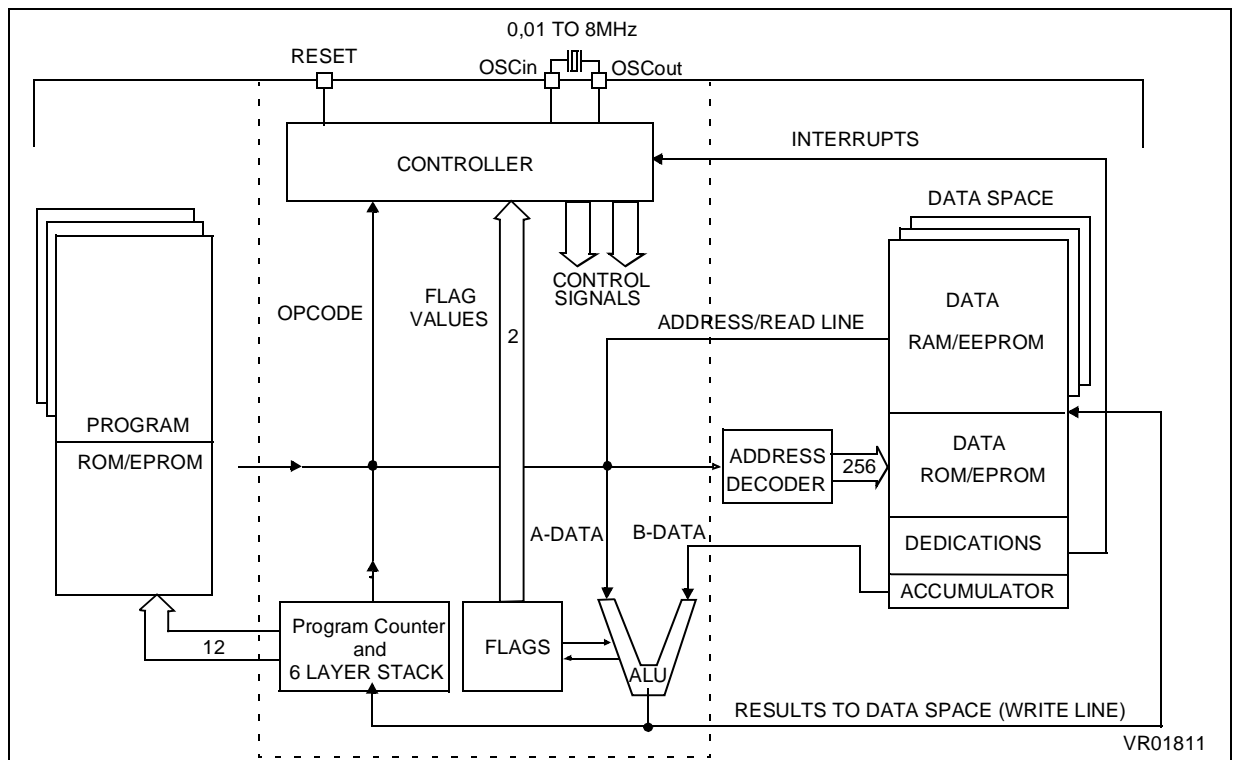 0,01 TO 8MHz
RESET
OSCin
OSCout
INTERRUPTS
CONTROLLER
DATA SPACE
CONTROL
SIGNALS
OPCODE
FLAG
VALUES
2
ADDRESS/READ LINE
DATA
RAM/EEPROM
PROGRAM
ROM/EPROM
ADDRESS
DECODER
256
DATA
ROM/EPROM
A-DATA
B-DATA
DEDICATIONS
ACCUMULATOR
12
Program Counter
and
6 LAYER STACK
FLAGS
ALU
RESULTS TO DATA SPACE (WRITE LINE)
VR01811